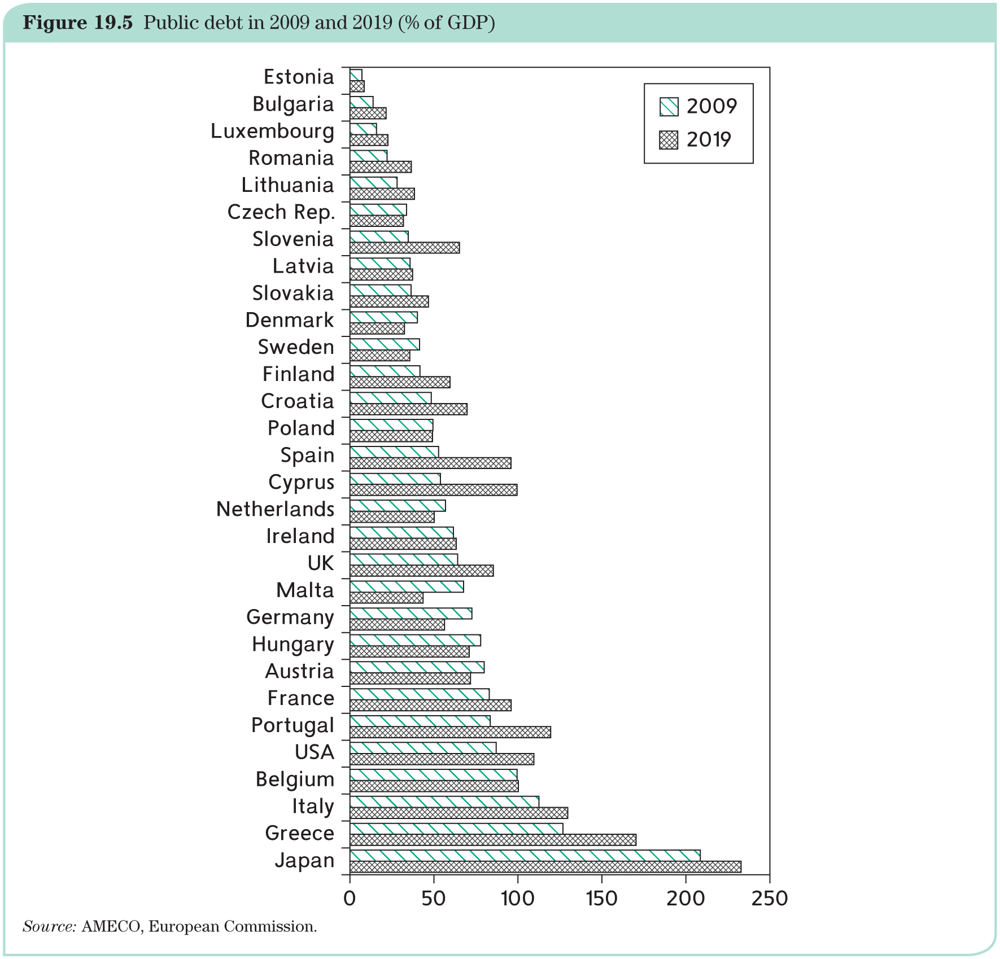 Figure 19.5 Public debt in 2009 and 2019 (% of GDP)
Estonia
Bulgaria
Luxembourg
Romania
Lithuania
Czech Rep.
Slovenia
Latvia
Slovakia
Denmark
Sweden
Finland
Croatia
Poland
Spain
Cyprus
Netherlands
Ireland
UK
Malta
Germany
Hungary
Austria
France
Portugal
USA
Belgium
Italy
Greece
Japan
2009
2019
0 50 100 150 200 250
Source: AMECO, European Commission.